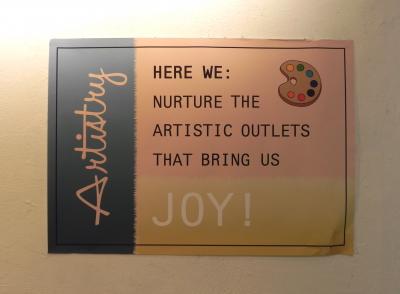 Artistry
HERE WE:
NURTURE THE
ARTISTIC OUTLETS
THAT BRING US
JOY!